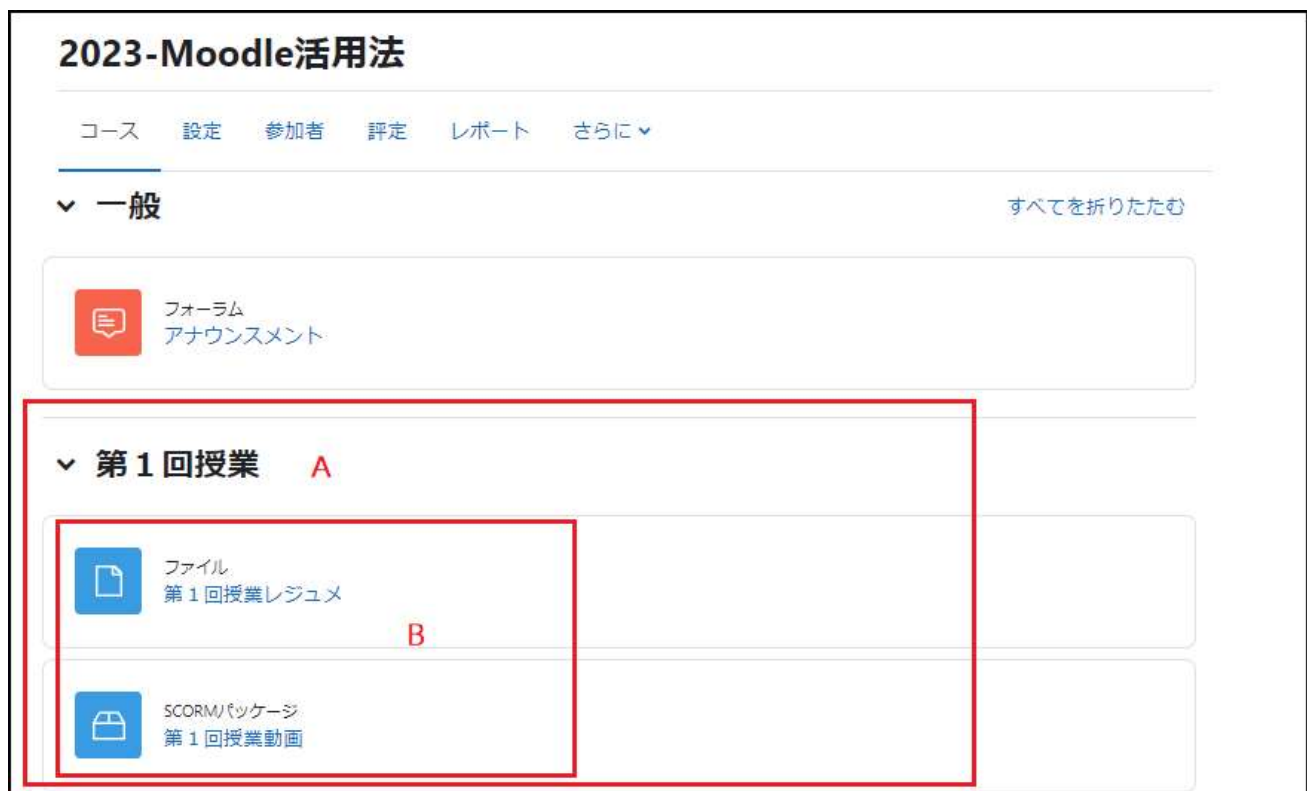 2023-Moodle活用法
コース 設定 参加者 評定 レポート さらに
一般 すべてを折りたたむ
フォーラム
アナウンスメント
第１回授業 A
ファイル
第１回授業レジュメ
B
SCORMパッケージ
第１回授業動画